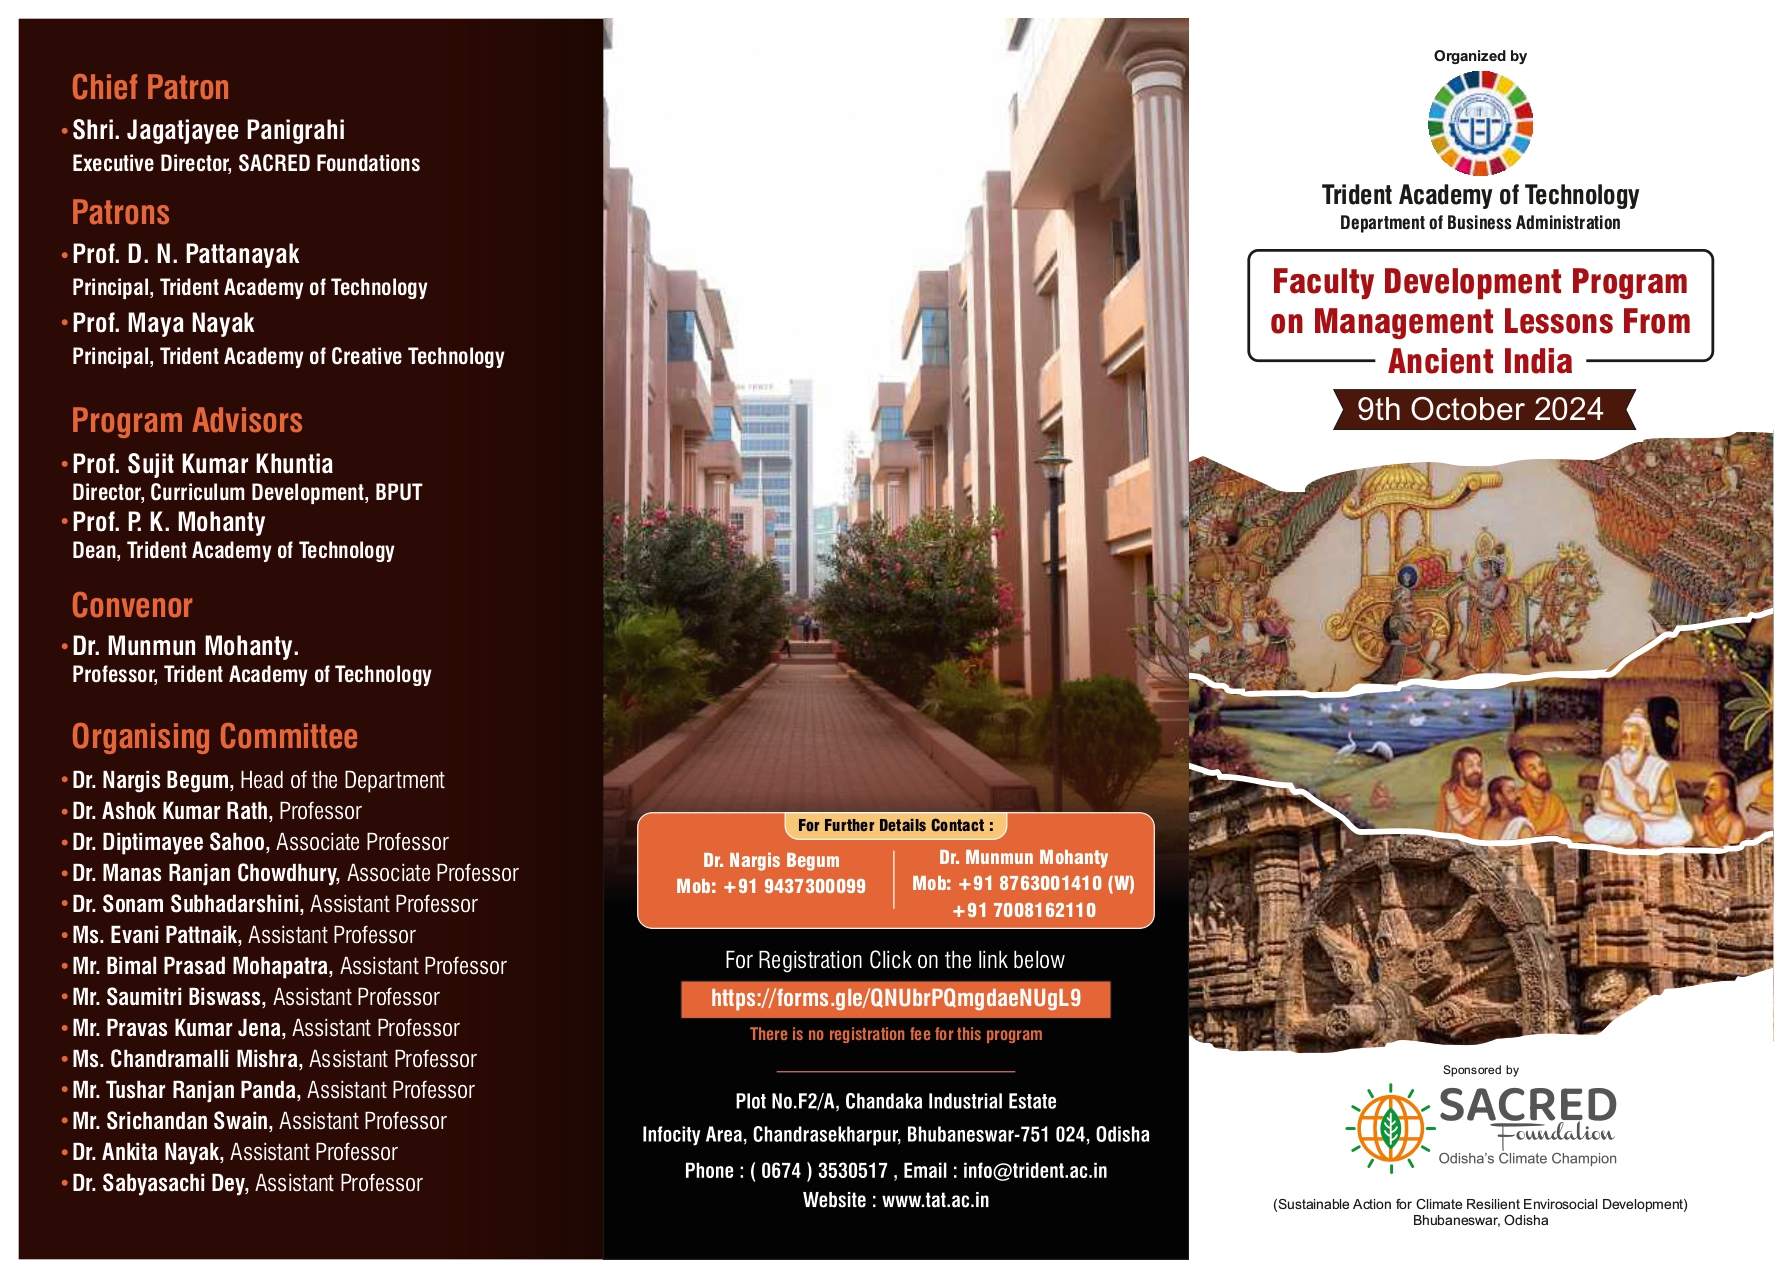 Chief Patron
• Shri. Jagatjayee Panigrahi
Executive Director, SACRED Foundations
Patrons
• Prof. D. N. Pattanayak
Principal, Trident Academy of Technology
• Prof. Maya Nayak
Principal, Trident Academy of Creative Technology
Program Advisors
• Prof. Sujit Kumar Khuntia
Director, Curriculum Development, BPUT
• Prof. P. K. Mohanty
Dean, Trident Academy of Technology
Convenor
• Dr. Munmun Mohanty.
Professor, Trident Academy of Technology
Organising Committee
• Dr. Nargis Begum, Head of the Department
• Dr. Ashok Kumar Rath, Professor
• Dr. Diptimayee Sahoo, Associate Professor
• Dr. Manas Ranjan Chowdhury, Associate Professor
• Dr. Sonam Subhadarshini, Assistant Professor
• Ms. Evani Pattnaik, Assistant Professor
• Mr. Bimal Prasad Mohapatra, Assistant Professor
• Mr. Saumitri Biswass, Assistant Professor
• Mr. Pravas Kumar Jena, Assistant Professor
• Ms. Chandramalli Mishra, Assistant Professor
• Mr. Tushar Ranjan Panda, Assistant Professor
• Mr. Srichandan Swain, Assistant Professor
• Dr. Ankita Nayak, Assistant Professor
• Dr. Sabyasachi Dey, Assistant Professor
For Further Details Contact :
Dr. Nargis Begum
Mob: +91 9437300099
Dr. Munmun Mohanty
Mob: +91 8763001410 (W)
+91 7008162110
For Registration Click on the link below
https://forms.gle/QNUbrPQmgdaeNUgL9
There is no registration fee for this program
Plot No.F2/A, Chandaka Industrial Estate
Infocity Area, Chandrasekharpur, Bhubaneswar-751 024, Odisha
Phone : ( 0674 ) 3530517 , Email : info@trident.ac.in
Website : www.tat.ac.in
Organized by
Trident Academy of Technology
Department of Business Administration
Faculty Development Program
on Management Lessons From
Ancient India
9th October 2024
Sponsored by
SACRED
Foundation
Odisha's Climate Champion
(Sustainable Action for Climate Resilient Envirosocial Development)
Bhubaneswar, Odisha